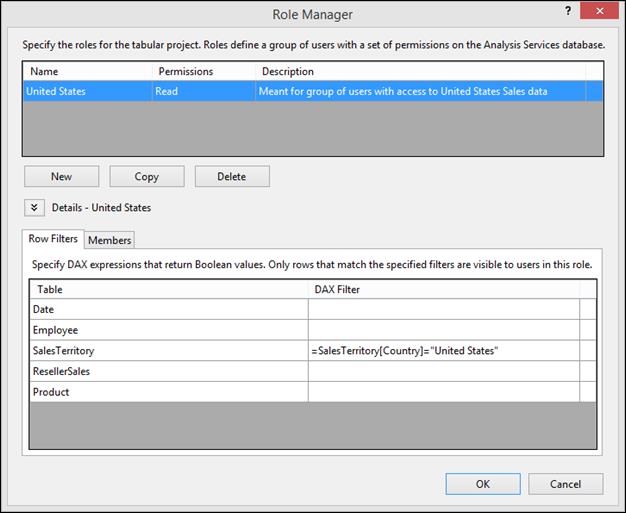 Role Manager
?
Specify the roles for the tabular project. Roles define a group of users with a set of permissions on the Analysis Services database.
Name Permissions Description
United States Read Meant for group of users with access to United States Sales data
New Copy Delete
Details - United States
Row Filters Members
Specify DAX expressions that return Boolean values. Only rows that match the specified filters are visible to users in this role.
Table DAX Filter
Date
Employee
SalesTerritory =SalesTerritory[Country]="United States"
ResellerSales
Product
OK Cancel